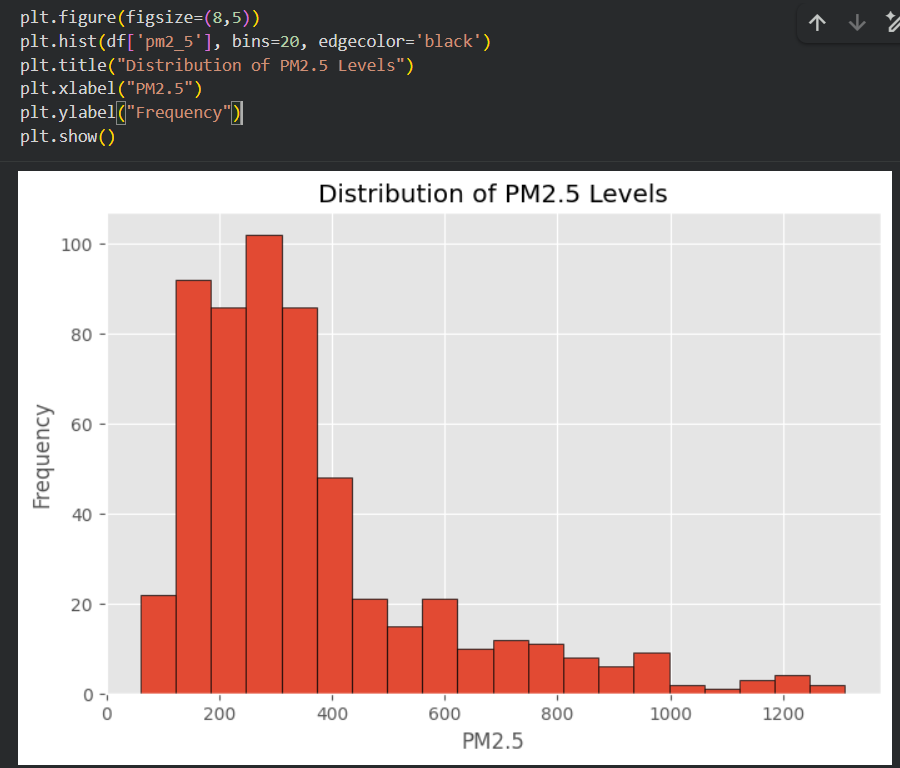 plt.figure(figsize=(8,5))
plt.hist(df['pm2_5'], bins=20, edgecolor='black')
plt.title("Distribution of PM2.5 Levels")
plt.xlabel("PM2.5")
plt.ylabel("Frequency")
plt.show()
Distribution of PM2.5 Levels
100
80
60
40
20
0
Frequency
0 200 400 600 800 1000 1200
PM2.5